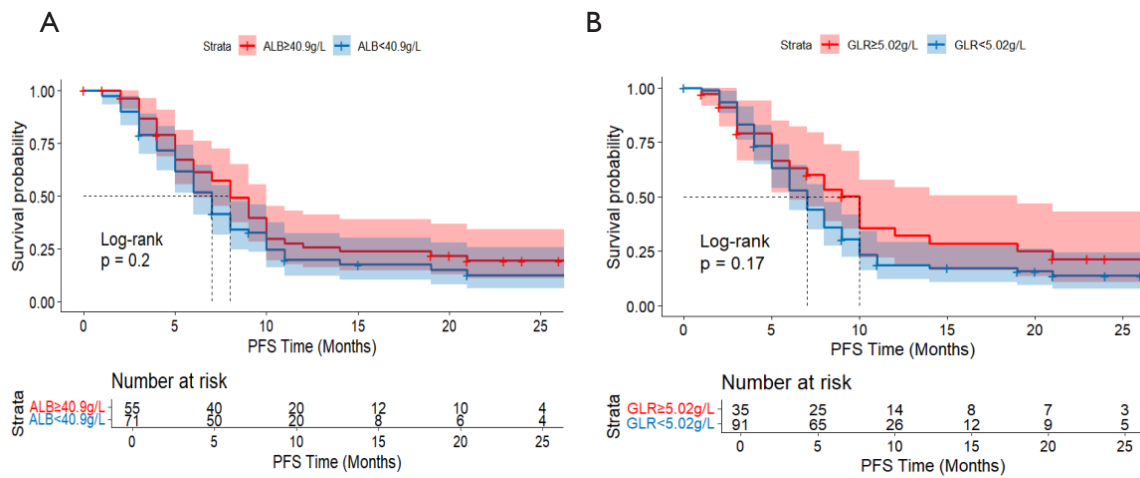 A
Strata ALB≥40.9g/L ALB<40.9g/L
Survival probability
1.00
0.75
0.50
0.25
0.00
Log-rank
p = 0.2
0 5 10 15 20 25
PFS Time (Months)
Number at risk
Strata
ALB≥40.9g/L 55 40 20 12 10 4
ALB<40.9g/L 71 50 20 8 6 4
0 5 10 15 20 25
PFS Time (Months)
B
Strata GLR≥5.02g/L GLR<5.02g/L
Survival probability
1.00
0.75
0.50
0.25
0.00
Log-rank
p = 0.17
0 5 10 15 20 25
PFS Time (Months)
Number at risk
Strata
GLR≥5.02g/L 35 25 14 8 7 3
GLR<5.02g/L 91 65 26 12 9 5
0 5 10 15 20 25
PFS Time (Months)